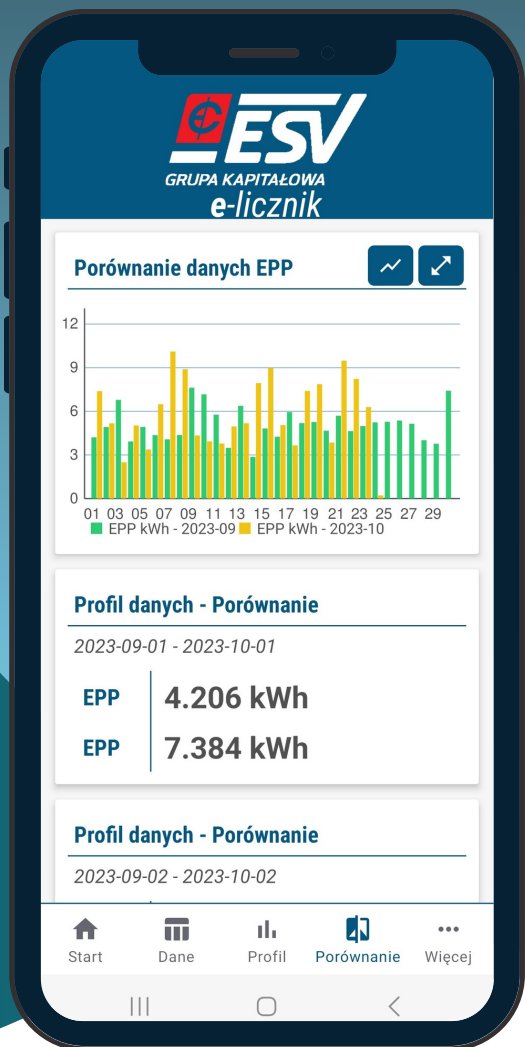 ESV
GRUPA KAPITAŁOWA
e-licznik
Porównanie danych EPP
12
9
6
3
0
01 03 05 07 09 11 13 15 17 19 21 23 25 27 29
EPP kWh - 2023-09 EPP kWh - 2023-10
Profil danych - Porównanie
2023-09-01 - 2023-10-01
EPP 4.206 kWh
EPP 7.384 kWh
Profil danych - Porównanie
2023-09-02 - 2023-10-02
Start Dane Profil Porównanie Więcej